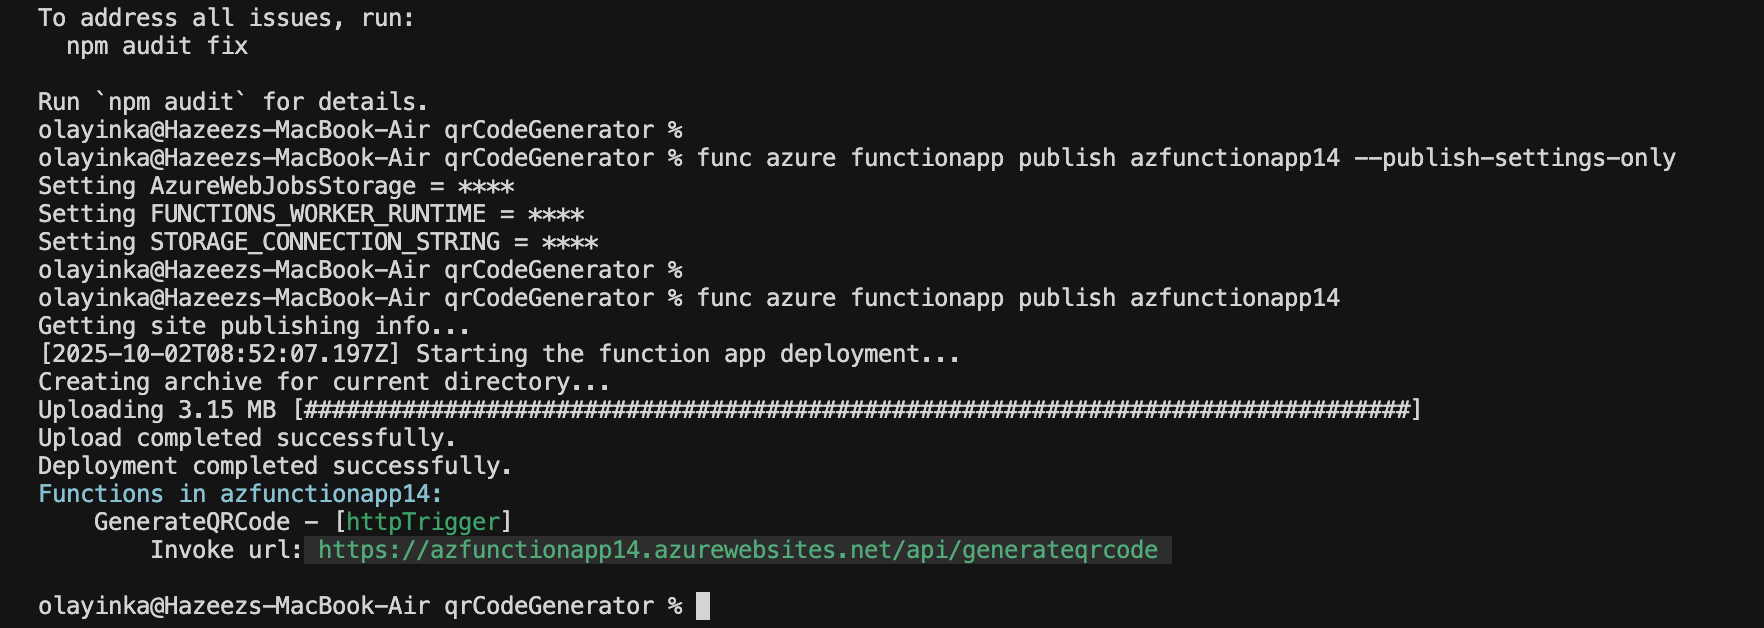 To address all issues, run:
  npm audit fix

Run `npm audit` for details.
olayinka@Hazeezs-MacBook-Air qrCodeGenerator %
olayinka@Hazeezs-MacBook-Air qrCodeGenerator % func azure functionapp publish azfunctionapp14 --publish-settings-only
Setting AzureWebJobsStorage = ****
Setting FUNCTIONS_WORKER_RUNTIME = ****
Setting STORAGE_CONNECTION_STRING = ****
olayinka@Hazeezs-MacBook-Air qrCodeGenerator %
olayinka@Hazeezs-MacBook-Air qrCodeGenerator % func azure functionapp publish azfunctionapp14
Getting site publishing info...
[2025-10-02T08:52:07.197Z] Starting the function app deployment...
Creating archive for current directory...
Uploading 3.15 MB [###############################################################################]
Upload completed successfully.
Deployment completed successfully.
Functions in azfunctionapp14:
    GenerateQRCode - [httpTrigger]
        Invoke url: https://azfunctionapp14.azurewebsites.net/api/generateqrcode

olayinka@Hazeezs-MacBook-Air qrCodeGenerator %